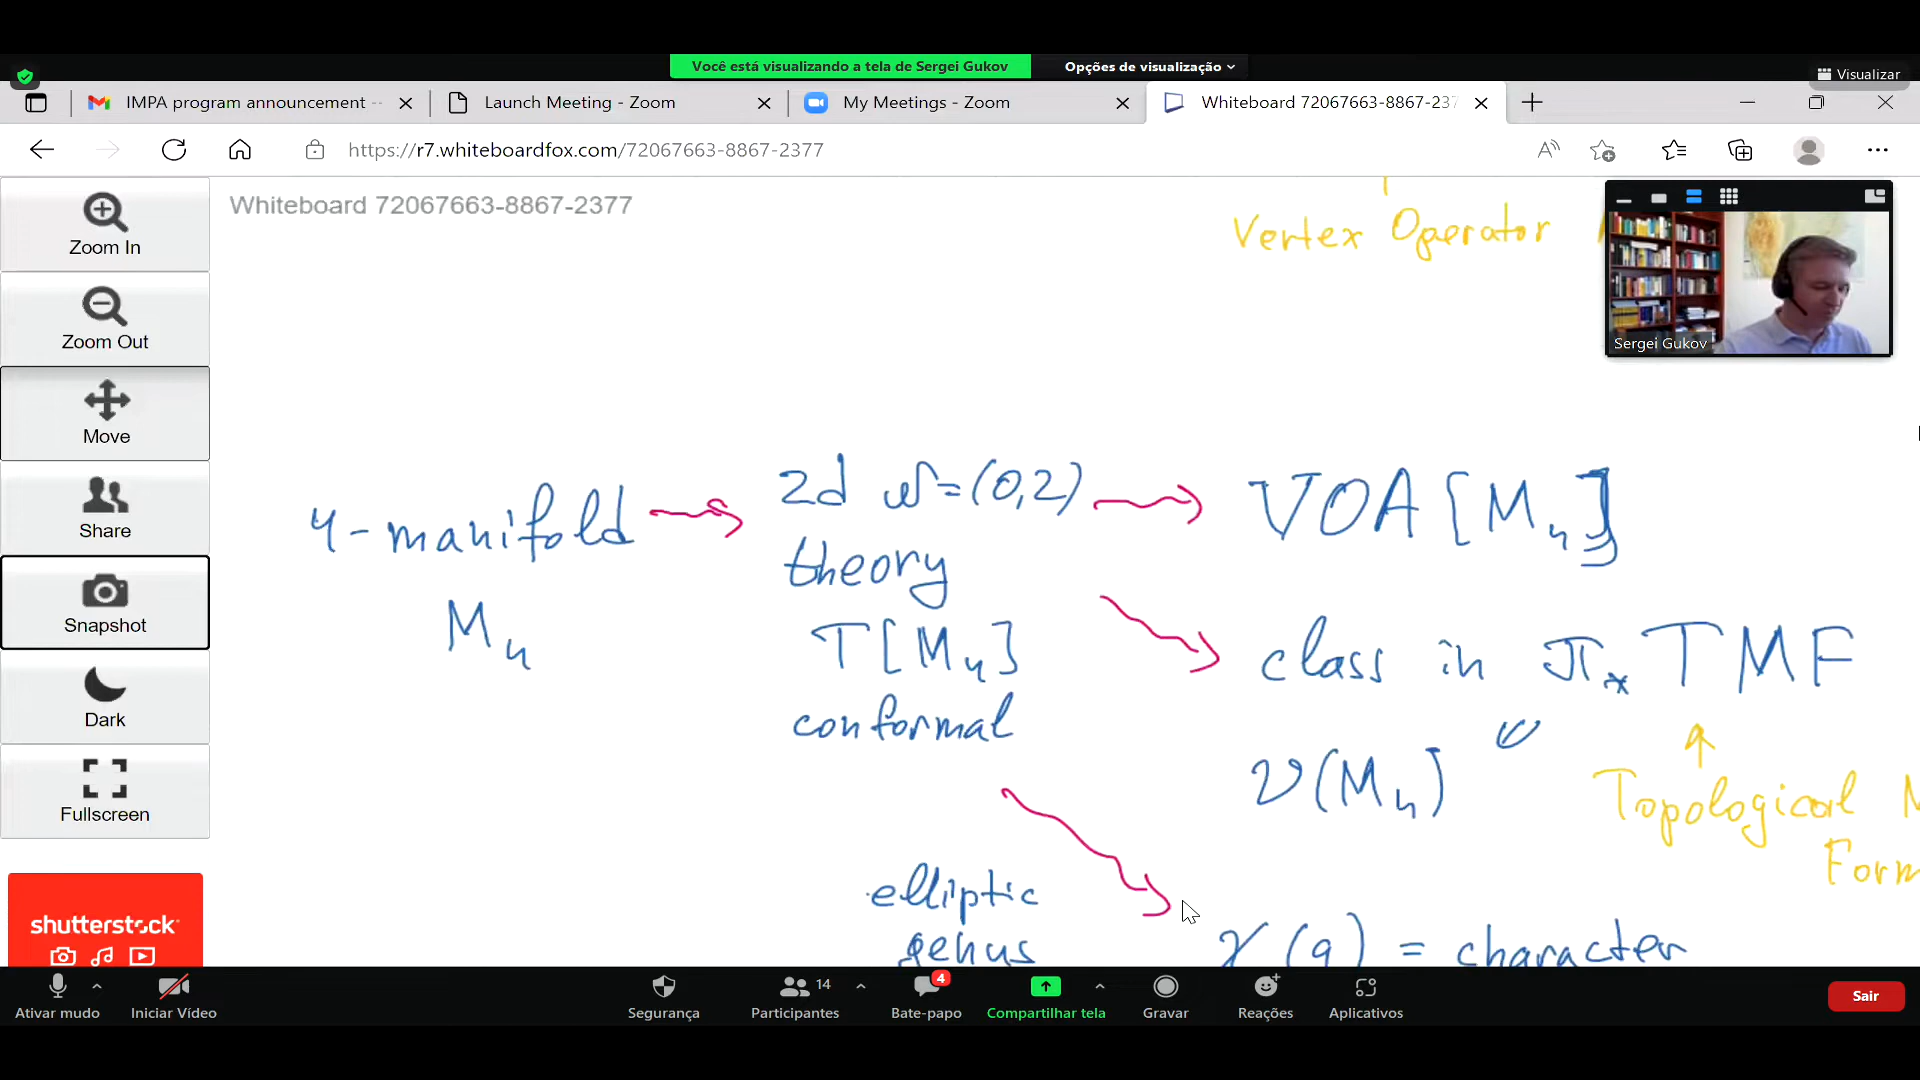 Você está visualizando a tela de Sergei Gukov
Opções de visualização
Visualizar
IMPA program announcement -
Launch Meeting - Zoom
My Meetings - Zoom
Whiteboard 72067663-8867-237
https://r7.whiteboardfox.com/72067663-8867-2377
Zoom In
Zoom Out
Move
Share
Snapshot
Dark
Fullscreen
shutterstock
Whiteboard 72067663-8867-2377
Vertex Operator
Sergei Gukov
4-manifold
M₄
2d 𝒩=(0,2)
theory
T[M₄]
conformal
VOA[M₄]
class in π_* TMF
𝒱(M₄)
Topological
Form
elliptic
genus
χ(q) = character
Ativar mudo
Iniciar Vídeo
Segurança
Participantes 14
Bate-papo 4
Compartilhar tela
Gravar
Reações
Aplicativos
Sair